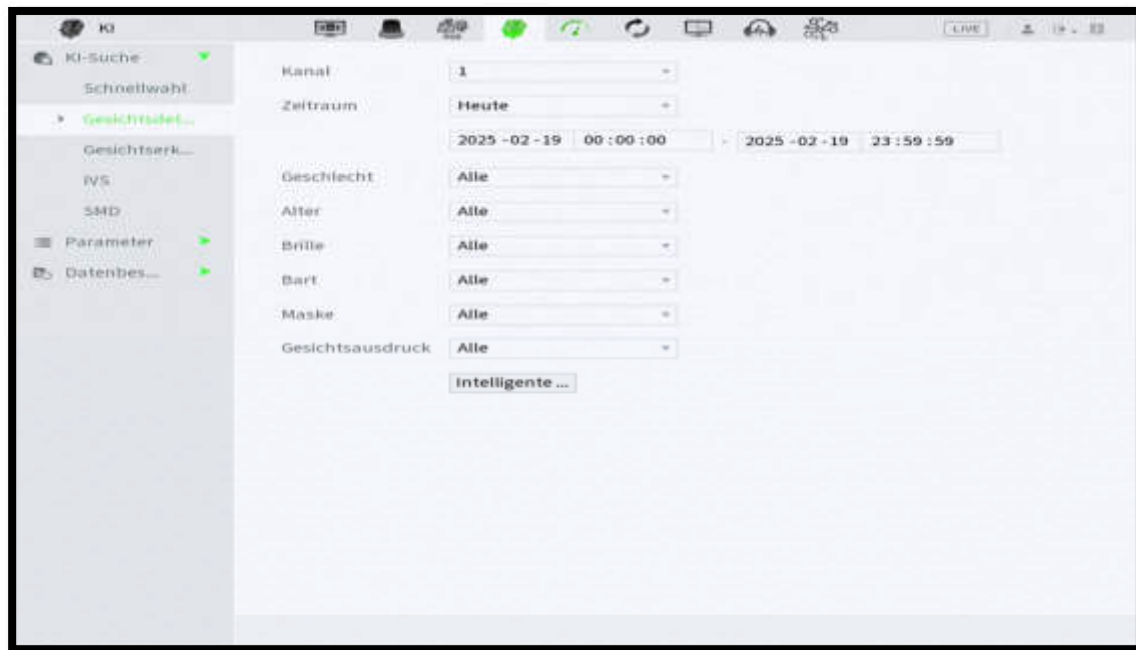 KI
LIVE
KI-Suche
Schnellwahl
Gesichtsdet...
Gesichtserk...
IVS
SMD
Parameter
Datenbes...
Kanal 1
Zeitraum Heute
2025-02-19 00:00:00 - 2025-02-19 23:59:59
Geschlecht Alle
Alter Alle
Brille Alle
Bart Alle
Maske Alle
Gesichtsausdruck Alle
Intelligente ...